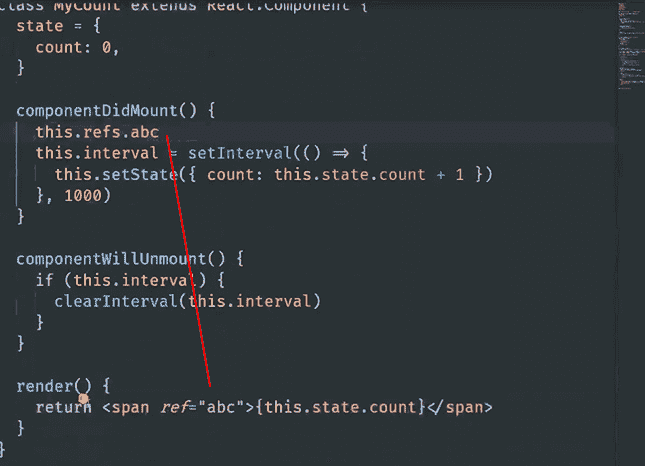 class MyCount extends React.Component {
  state = {
    count: 0,
  }
  componentDidMount() {
    this.refs.abc
    this.interval = setInterval(() => {
      this.setState({ count: this.state.count + 1 })
    }, 1000)
  }
  componentWillUnmount() {
    if (this.interval) {
      clearInterval(this.interval)
    }
  }
  render() {
    return <span ref="abc">{this.state.count}</span>
  }
}